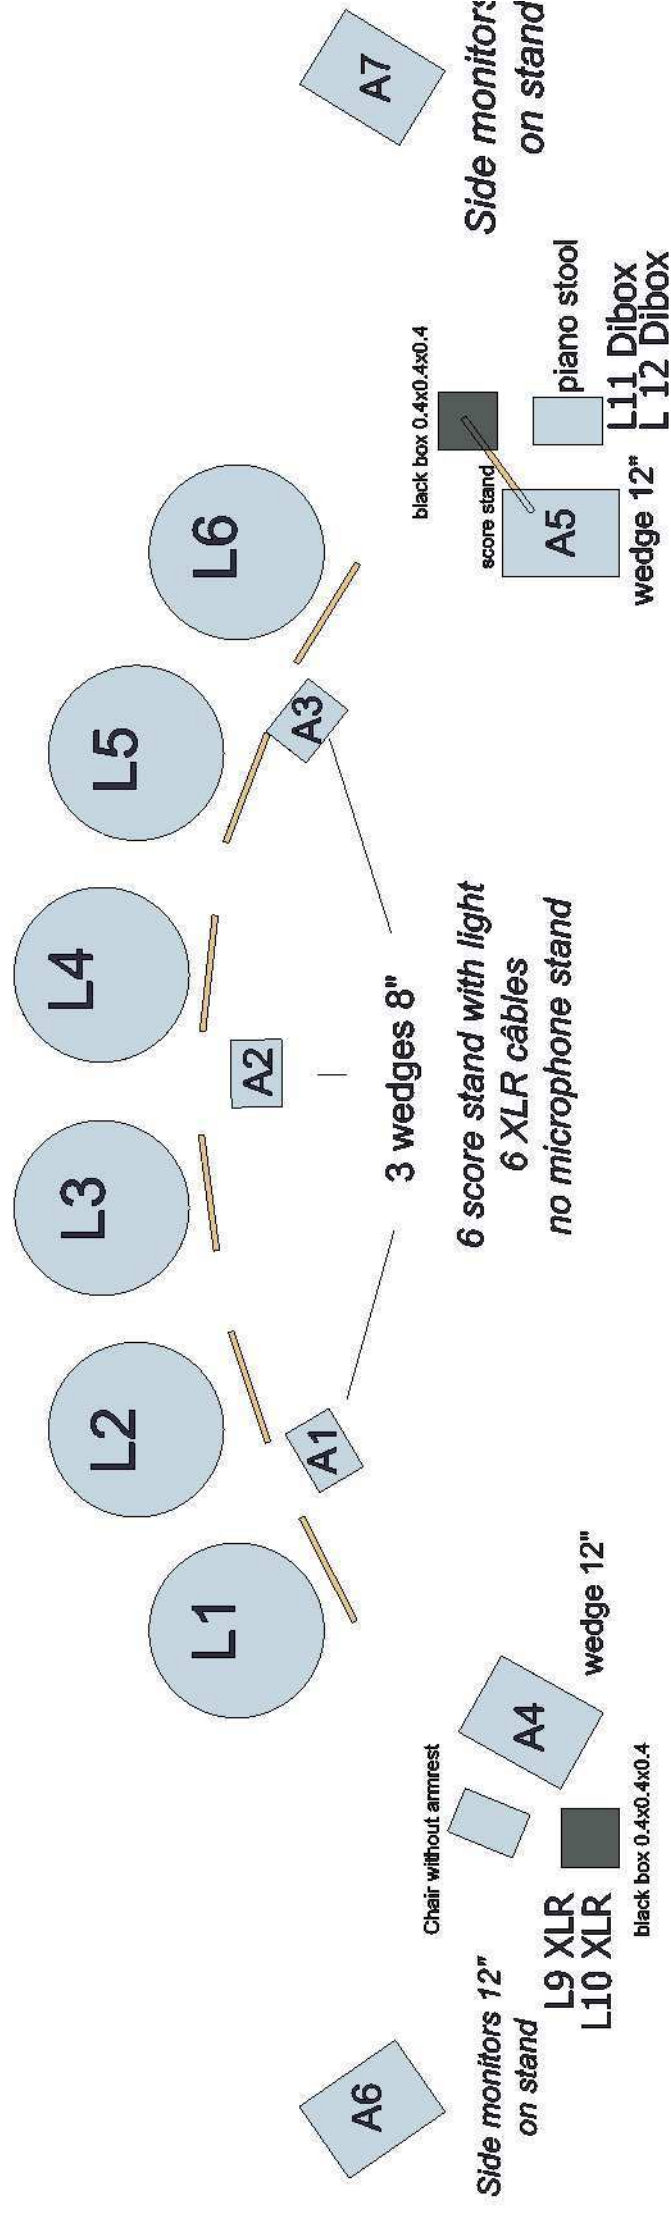 L3
L4
L2
L5
L1
L6
A2
A1
A3
A6
A7
3 wedges 8"
6 score stand with light
6 XLR câbles
no microphone stand
Chair without armrest
A4
wedge 12"
black box 0.4x0.4x0.4
L9 XLR
L10 XLR
Side monitors 12"
on stand
black box 0.4x0.4x0.4
score stand
A5
wedge 12"
piano stool
L11 Dibox
L 12 Dibox
Side monitors
on stand